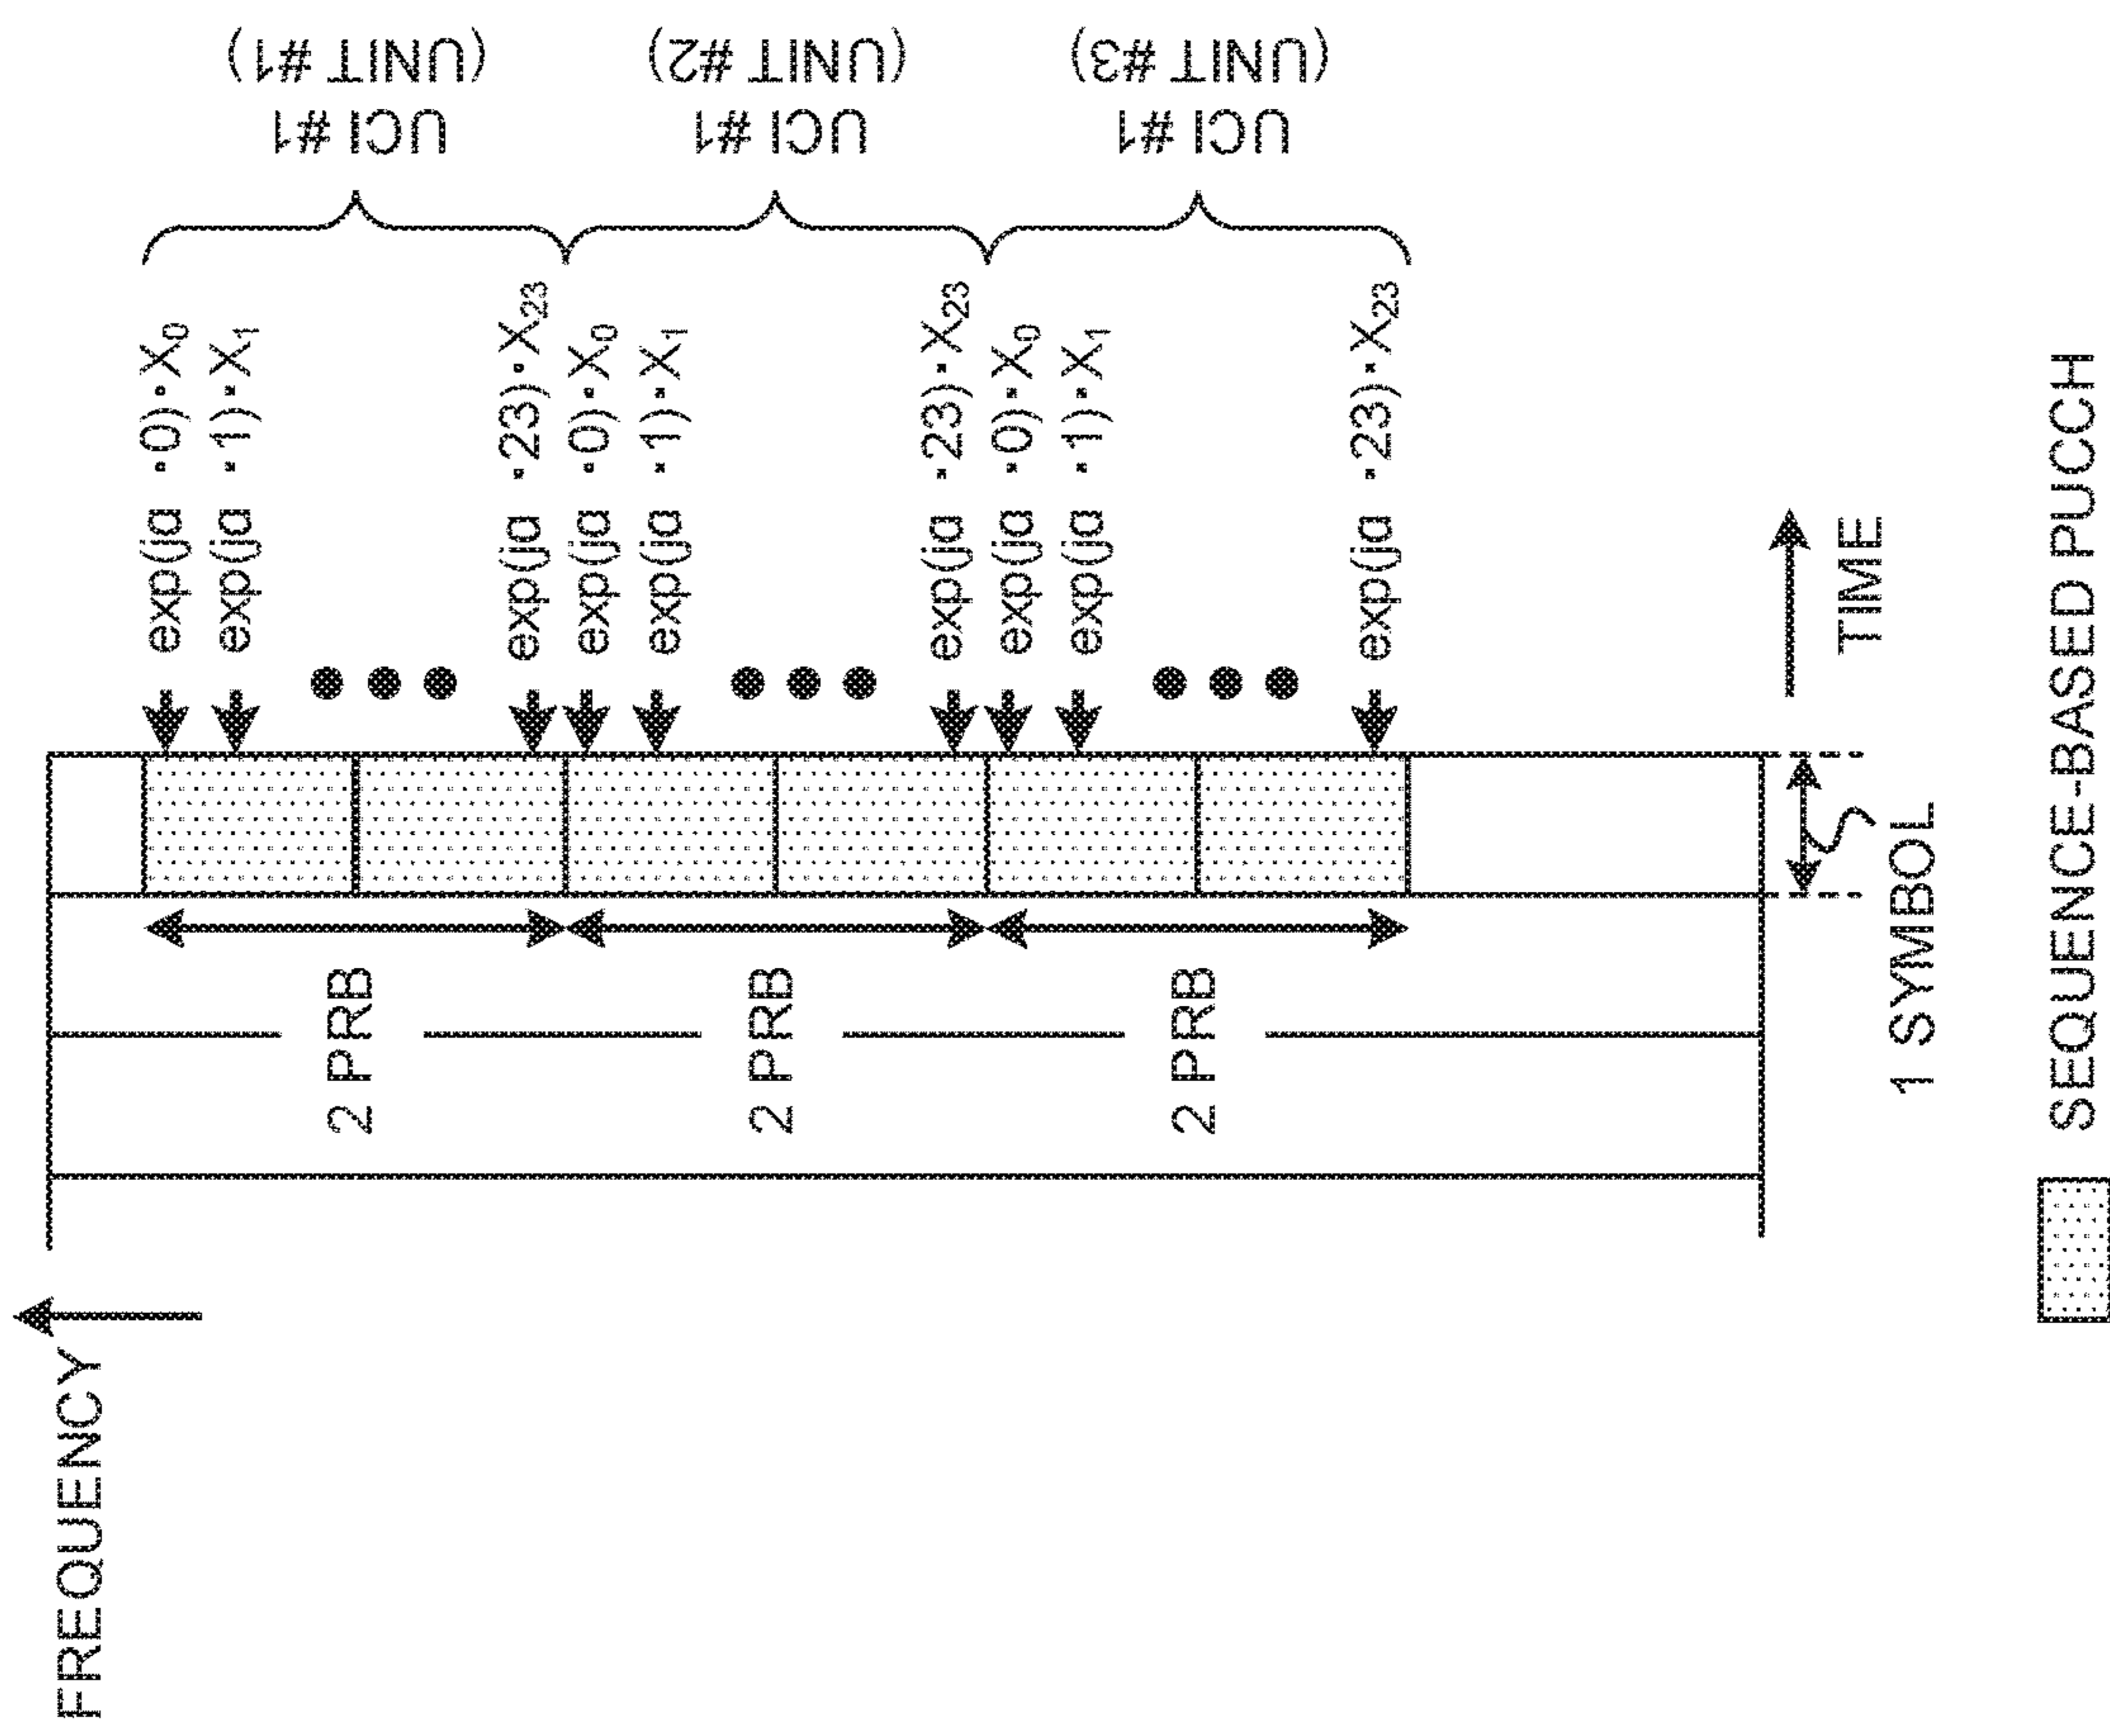 FREQUENCY
2 PRB
2 PRB
2 PRB
exp(jα ·0)·X₀
exp(jα ·1)·X₁
exp(jα ·23)·X₂₃
exp(jα ·0)·X₀
exp(jα ·1)·X₁
exp(jα ·23)·X₂₃
exp(jα ·0)·X₀
exp(jα ·1)·X₁
exp(jα ·23)·X₂₃
UCI #1
(UNIT #1)
UCI #1
(UNIT #2)
UCI #1
(UNIT #3)
TIME
1 SYMBOL
SEQUENCE-BASED PUCCH